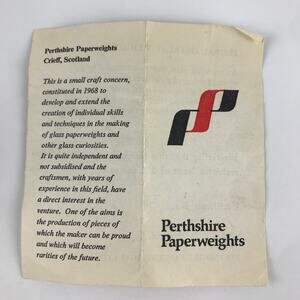 Perthshire Paperweights
Crieff, Scotland
This is a small craft concern,
constituted in 1968 to
develop and extend the
creation of individual skills
and techniques in the making
of glass paperweights and
other glass curiosities.
It is quite independent and
not subsidised and the
craftsmen, with years of
experience in this field, have
a direct interest in the
venture. One of the aims is
the production of pieces of
which the maker can be proud
and which will become
rarities of the future.
Perthshire
Paperweights